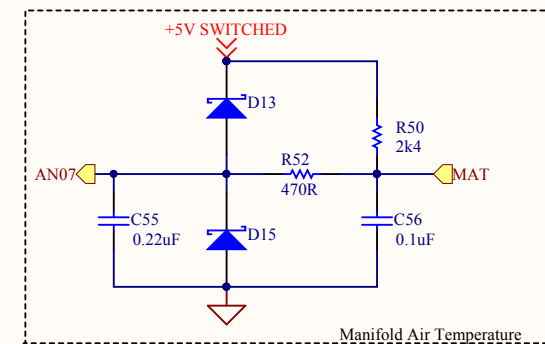 +5V SWITCHED
D13
R50
2k4
R52
470R
AN07
MAT
C55
0.22uF
D15
C56
0.1uF
Manifold Air Temperature